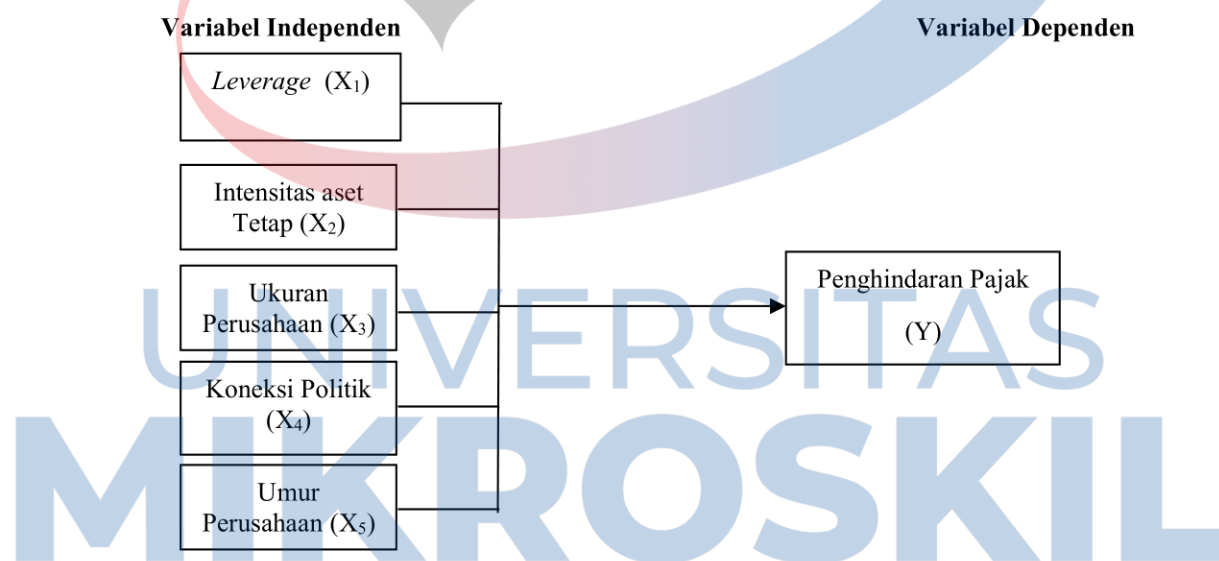 Variabel Independen
Variabel Dependen
Leverage (X₁)
Intensitas aset
Tetap (X₂)
Ukuran
Perusahaan (X₃)
Koneksi Politik
(X₄)
Umur
Perusahaan (X₅)
Penghindaran Pajak
(Y)
UNIVERSITAS
MIKROSKIL